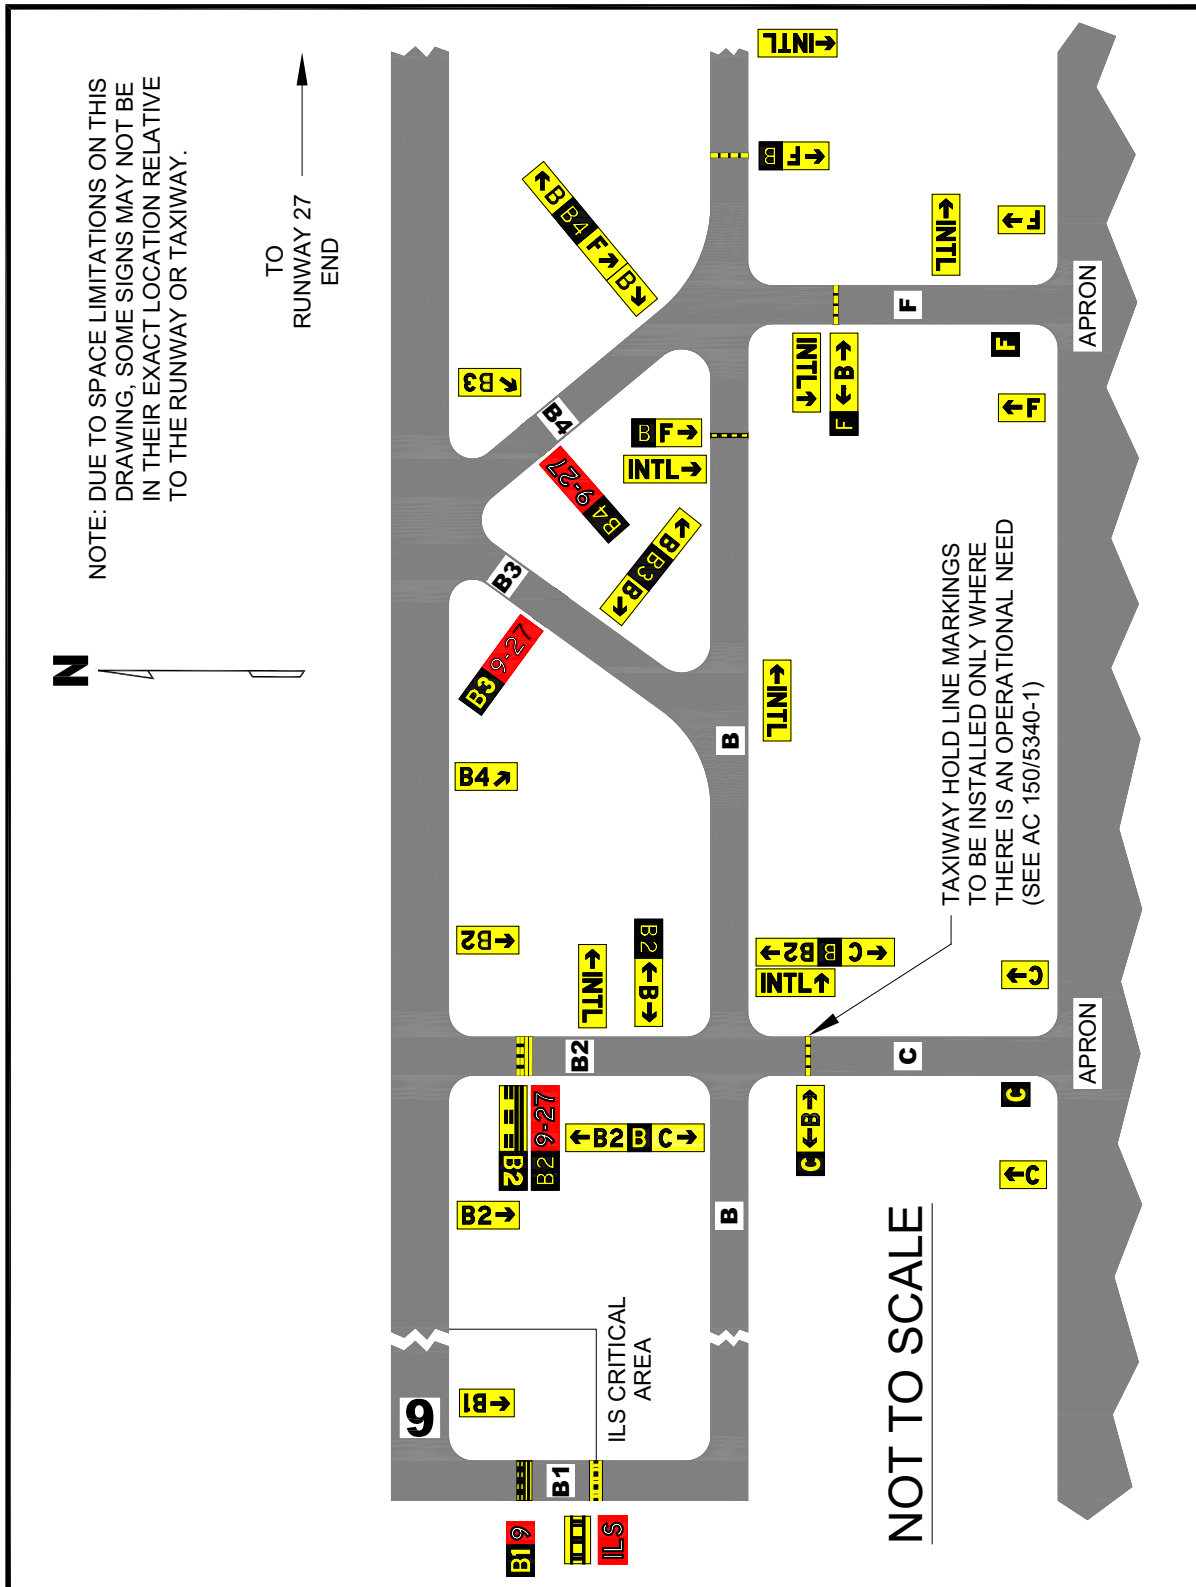 NOTE: DUE TO SPACE LIMITATIONS ON THIS
DRAWING, SOME SIGNS MAY NOT BE
IN THEIR EXACT LOCATION RELATIVE
TO THE RUNWAY OR TAXIWAY.
N
TO
RUNWAY 27
END
9
B1
B1 9
ILS
B1
ILS CRITICAL
AREA
B2
B2
B2 9-27
B2 B C
B2
B2
INTL
B2 B
B4
B3 9-27
B3
B B3 B
B4 9-27
B4
B3
B B4 F B
INTL
B F
B
B
INTL
C B
C
INTL
B2 B C
C
C
C
APRON
TAXIWAY HOLD LINE MARKINGS
TO BE INSTALLED ONLY WHERE
THERE IS AN OPERATIONAL NEED
(SEE AC 150/5340-1)
INTL
F B
F
F
F
F
INTL
B F
INTL
APRON
NOT TO SCALE